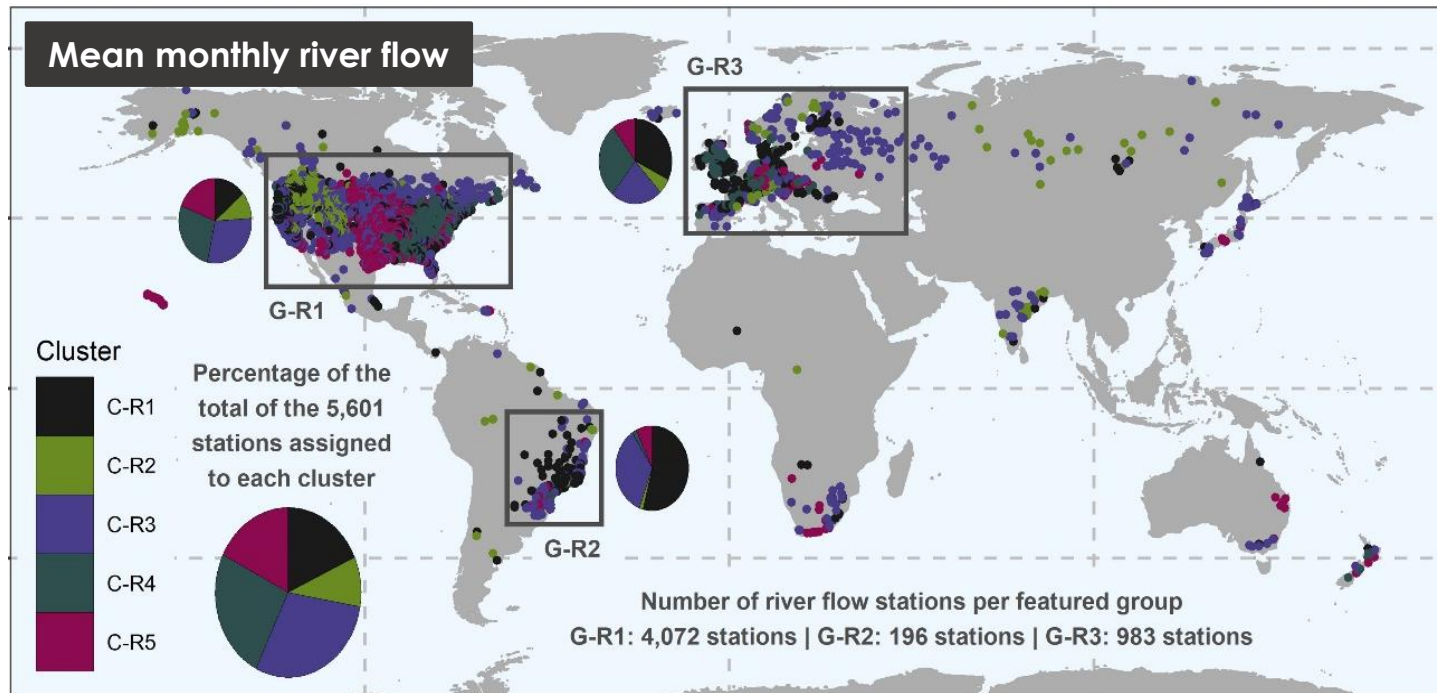 Mean monthly river flow
G-R3
G-R1
Cluster
C-R1
C-R2
C-R3
C-R4
C-R5
Percentage of the
total of the 5,601
stations assigned
to each cluster
G-R2
Number of river flow stations per featured group
G-R1: 4,072 stations | G-R2: 196 stations | G-R3: 983 stations